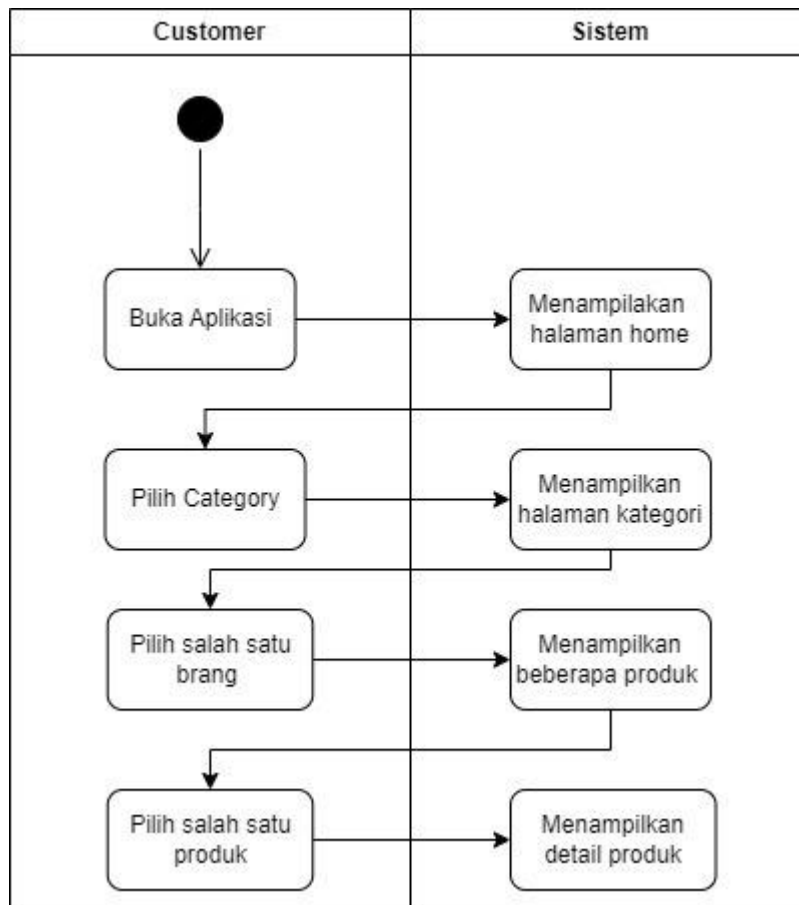 Customer
Sistem
Buka Aplikasi
Menampilakan
halaman home
Pilih Category
Menampilkan
halaman kategori
Pilih salah satu
brang
Menampilkan
beberapa produk
Pilih salah satu
produk
Menampilkan
detail produk